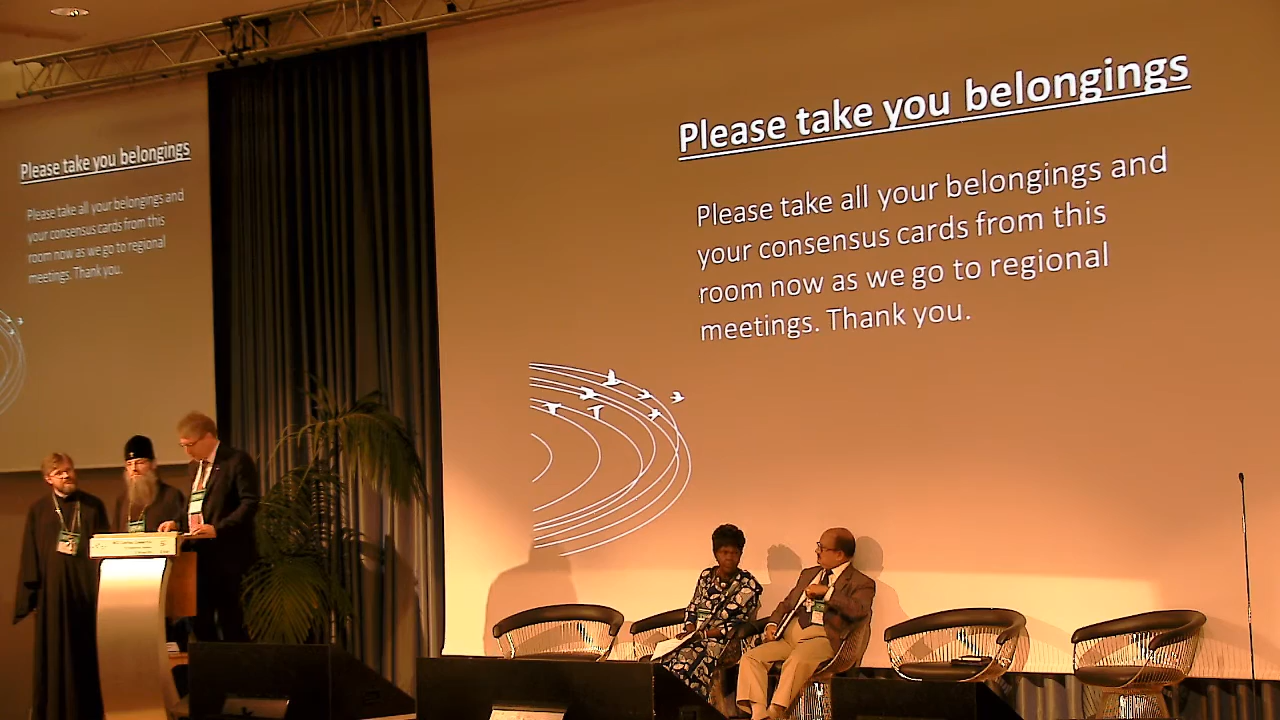 Please take you belongings
Please take all your belongings and
your consensus cards from this
room now as we go to regional
meetings. Thank you.
Please take you belongings
Please take all your belongings and
your consensus cards from this
room now as we go to regional
meetings. Thank you.